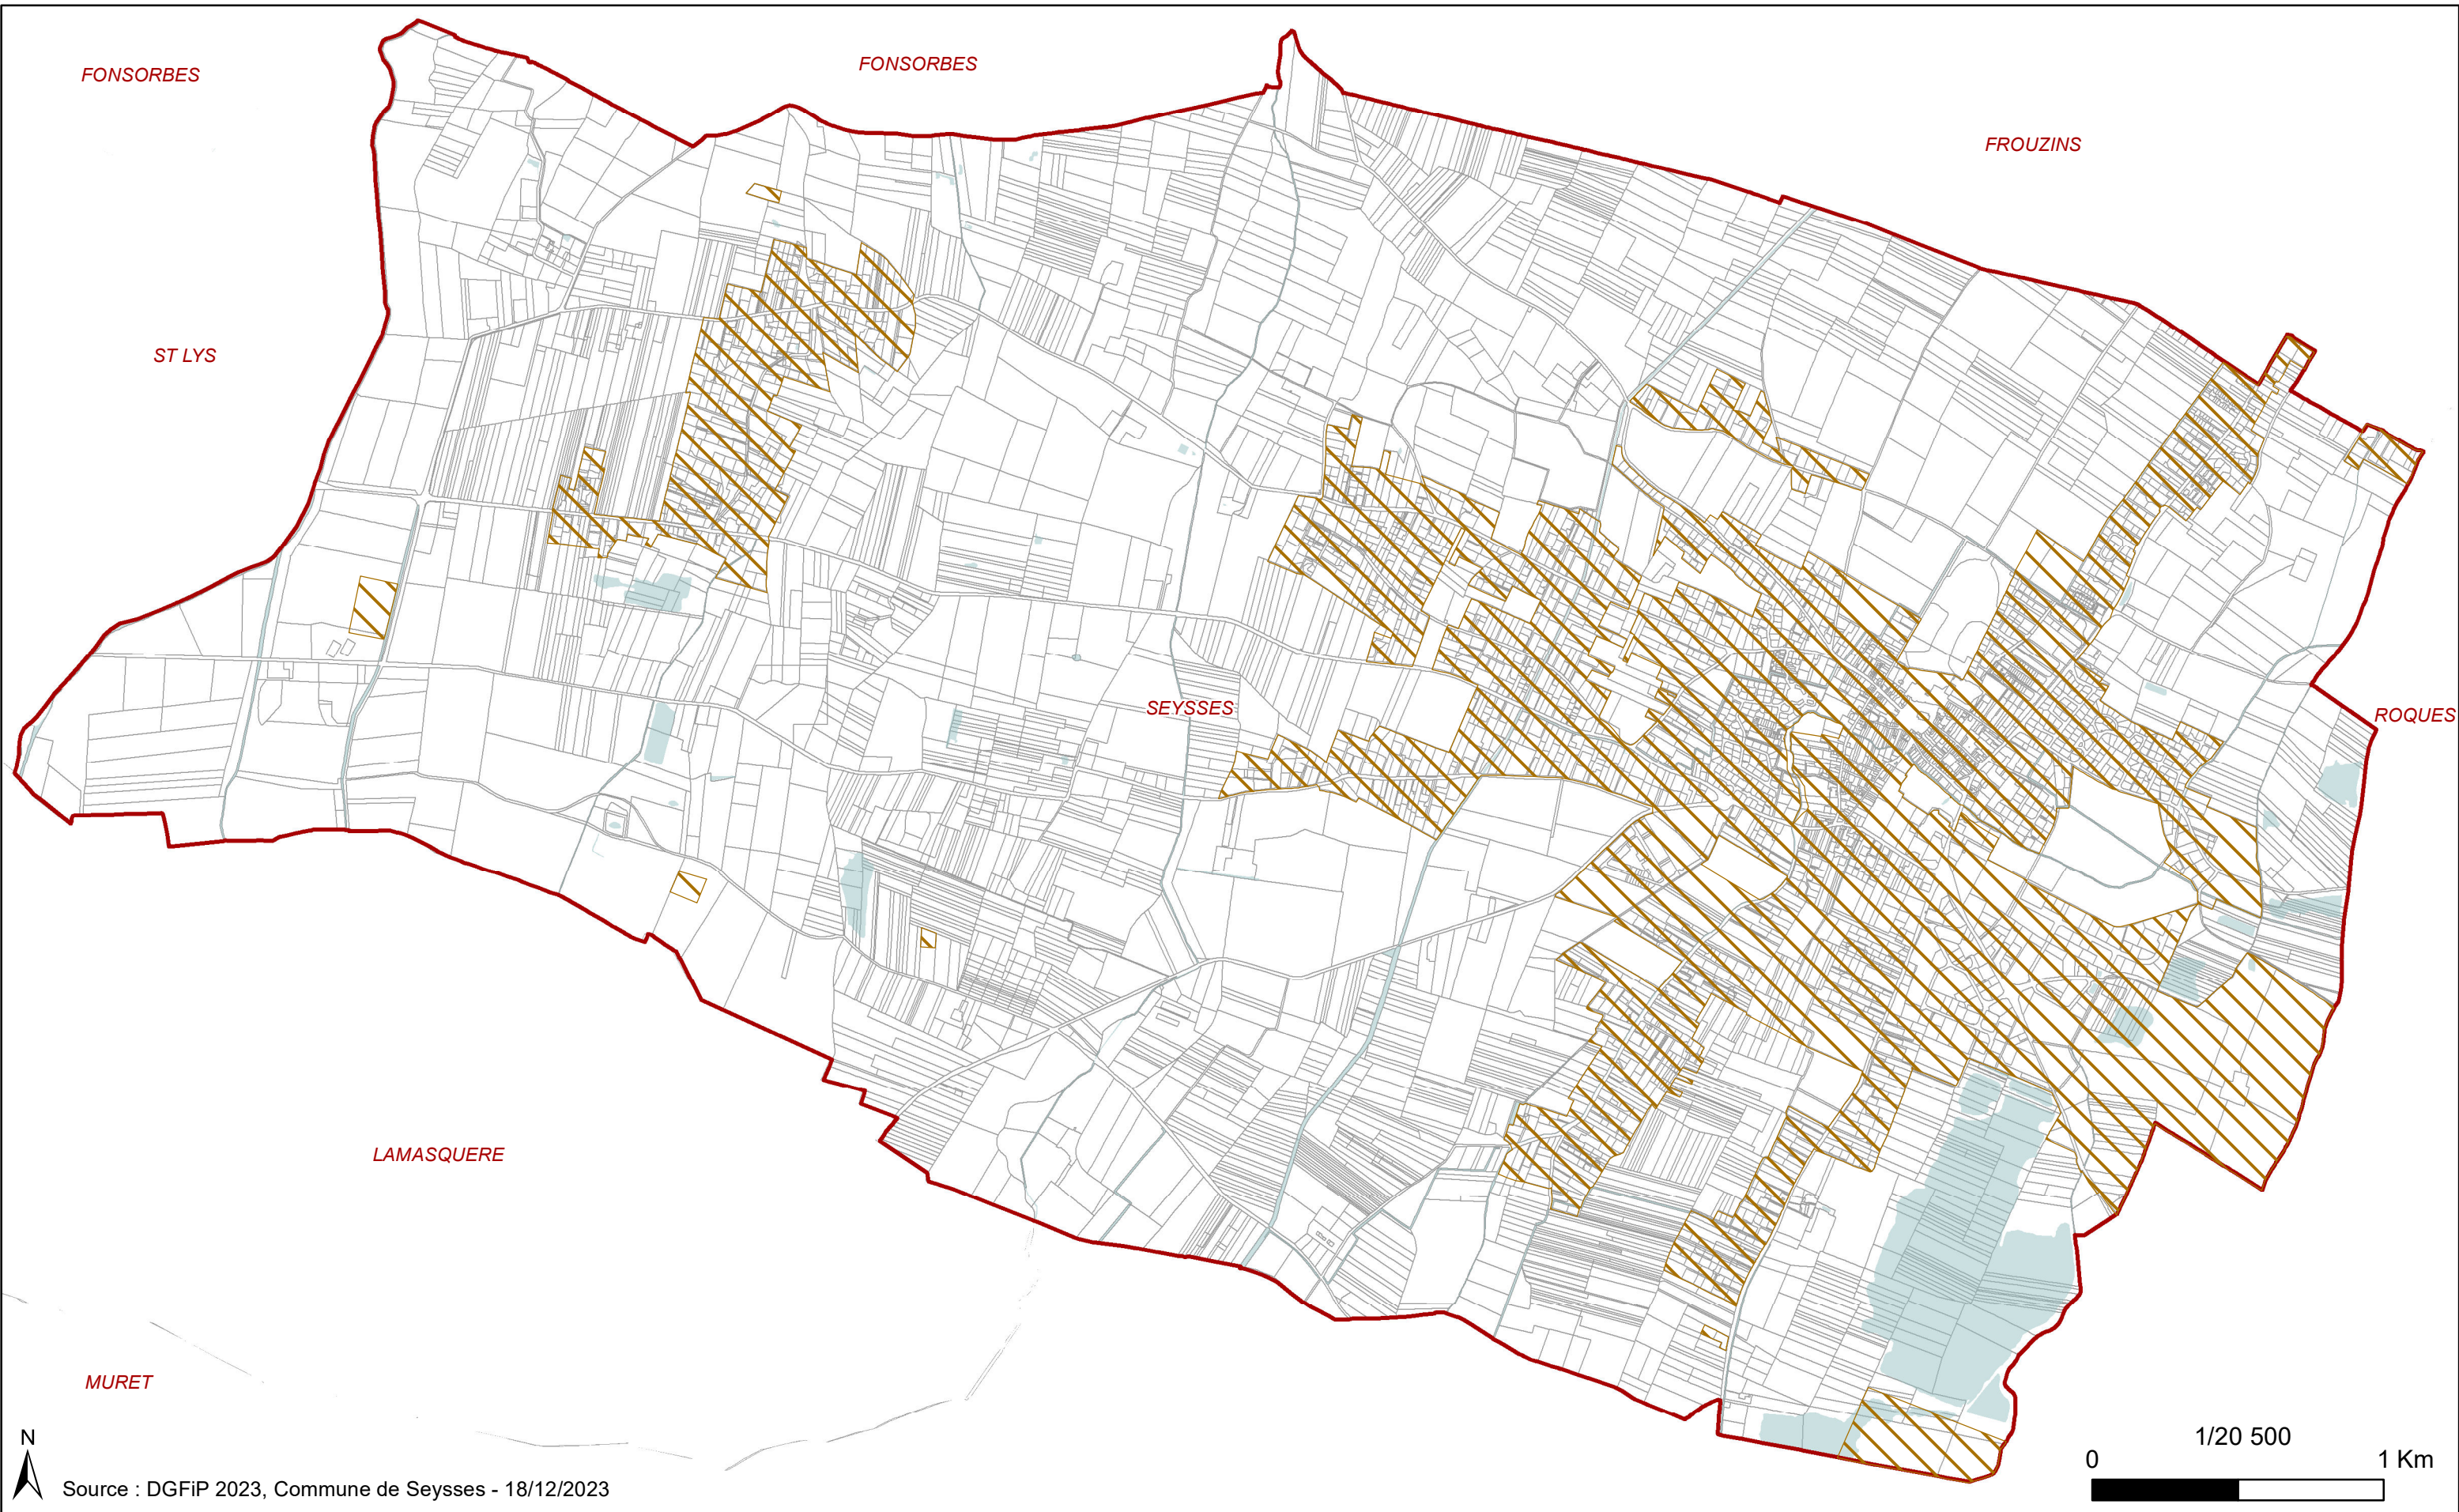 FONSORBES
FONSORBES
FROUZINS
ST LYS
SEYSSES
ROQUES
LAMASQUERE
MURET
N
1/20 500
0
1 Km
Source : DGFiP 2023, Commune de Seysses - 18/12/2023